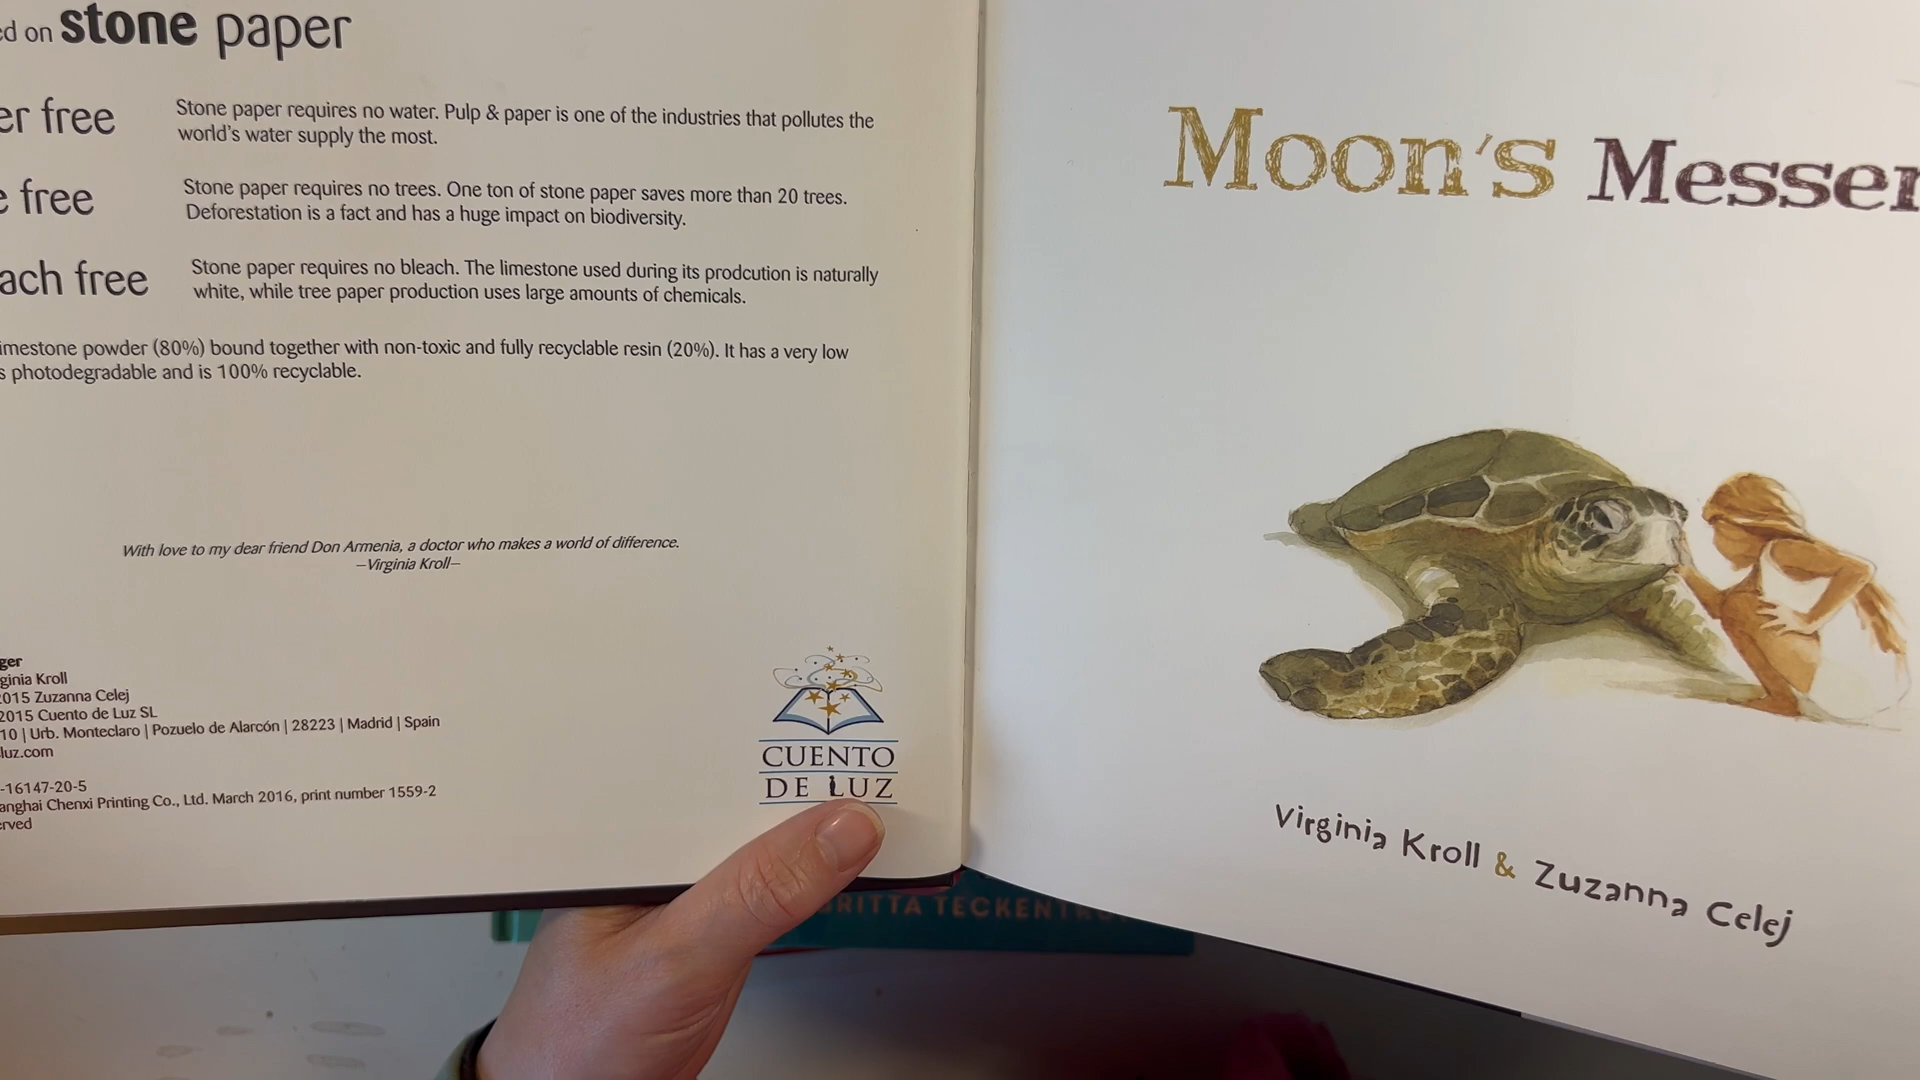 ed on stone paper
er free
Stone paper requires no water. Pulp & paper is one of the industries that pollutes the
world's water supply the most.
e free
Stone paper requires no trees. One ton of stone paper saves more than 20 trees.
Deforestation is a fact and has a huge impact on biodiversity.
ach free
Stone paper requires no bleach. The limestone used during its prodcution is naturally
white, while tree paper production uses large amounts of chemicals.
imestone powder (80%) bound together with non-toxic and fully recyclable resin (20%). It has a very low
s photodegradable and is 100% recyclable.
With love to my dear friend Don Armenia, a doctor who makes a world of difference.
–Virginia Kroll–
ger
ginia Kroll
2015 Zuzanna Celej
2015 Cuento de Luz SL
10 | Urb. Monteclaro | Pozuelo de Alarcón | 28223 | Madrid | Spain
luz.com
-16147-20-5
anghai Chenxi Printing Co., Ltd. March 2016, print number 1559-2
erved
CUENTO
DE LUZ
Moon's Messen
Virginia Kroll & Zuzanna Celej
BRITTA TECKENTR